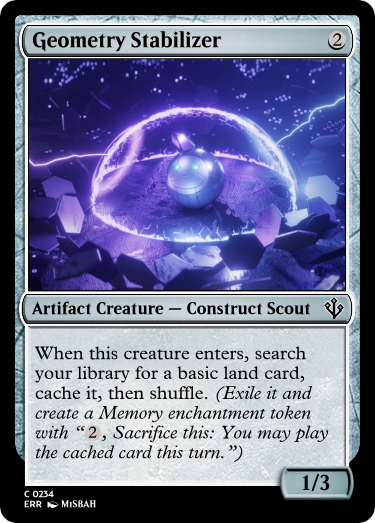 Geometry Stabilizer 2
Artifact Creature — Construct Scout
When this creature enters, search
your library for a basic land card,
cache it, then shuffle. (Exile it and
create a Memory enchantment token
with “2, Sacrifice this: You may play
the cached card this turn.”)
1/3
C 0234
ERR MISBAH